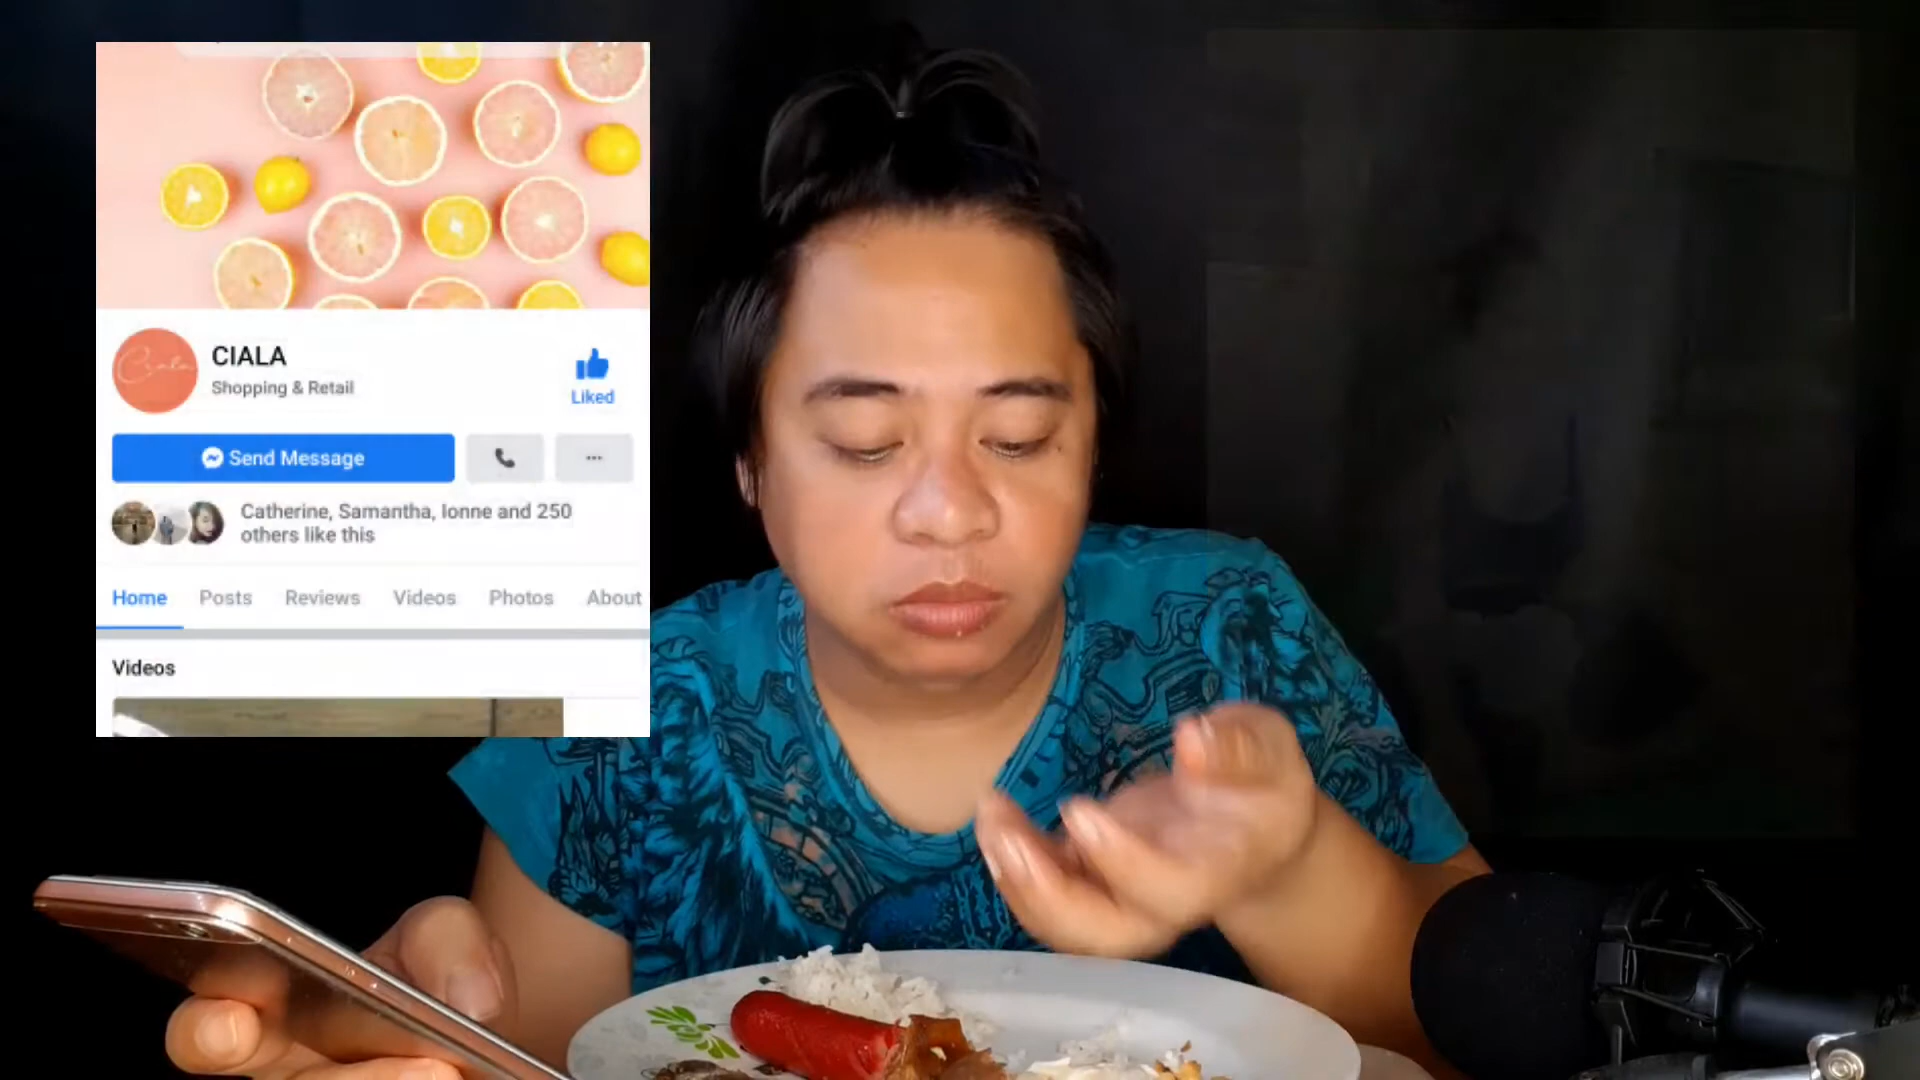 CIALA
Shopping & Retail
Liked
Ciala
Send Message
Catherine, Samantha, Ionne and 250
others like this
Home Posts Reviews Videos Photos About
Videos